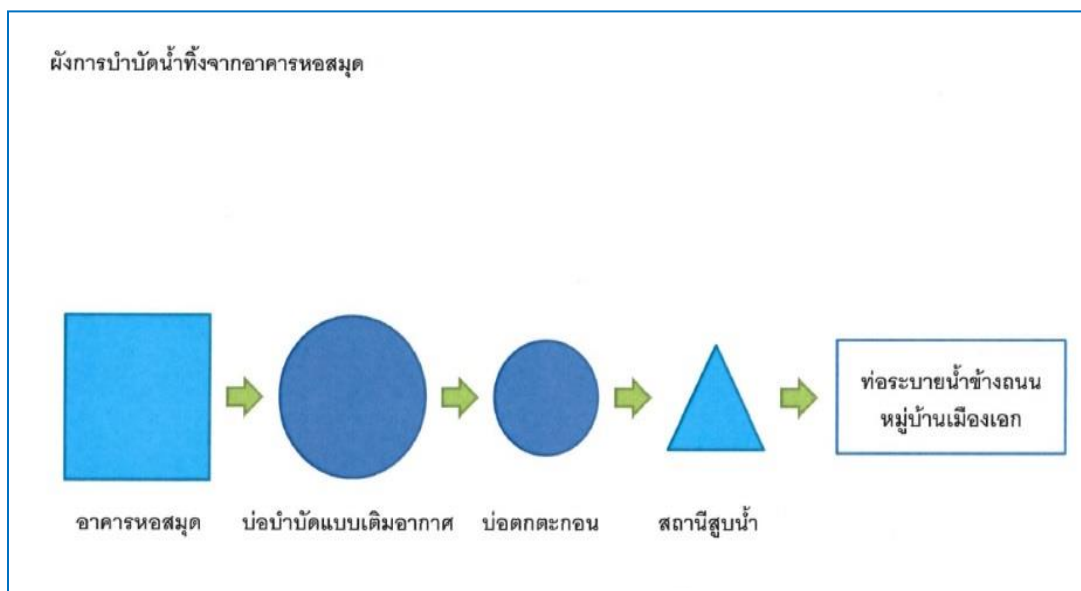 ผังการบำบัดน้ำทิ้งจากอาคารหอสมุด
ท่อระบายน้ำข้างถนน
หมู่บ้านเมืองเอก
อาคารหอสมุด
บ่อบำบัดแบบเติมอากาศ
บ่อตกตะกอน
สถานีสูบน้ำ